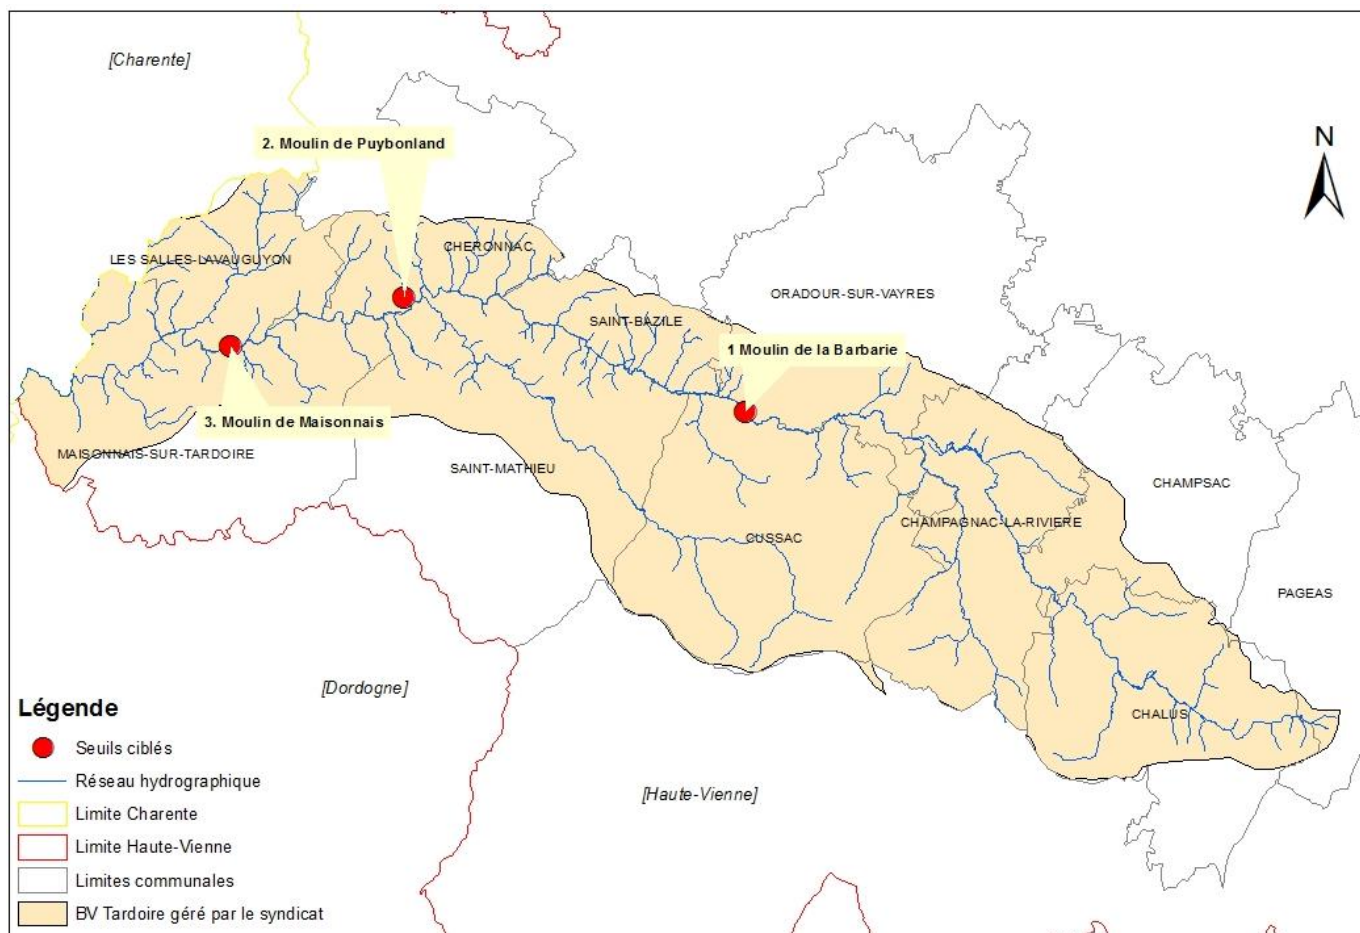 [Charente]
N
2. Moulin de Puybonland
CHERONNAC
LES SALLES-LAVAUGUYON
ORADOUR-SUR-VAYRES
SAINT-BAZILE
1 Moulin de la Barbarie
3. Moulin de Maisonnais
MAISONNAIS-SUR-TARDOIRE
SAINT-MATHIEU
CHAMPSAC
CHAMPAGNAC-LA-RIVIERE
CUSSAC
PAGEAS
[Dordogne]
CHALUS
[Haute-Vienne]
Légende
Seuils ciblés
Réseau hydrographique
Limite Charente
Limite Haute-Vienne
Limites communales
BV Tardoire géré par le syndicat